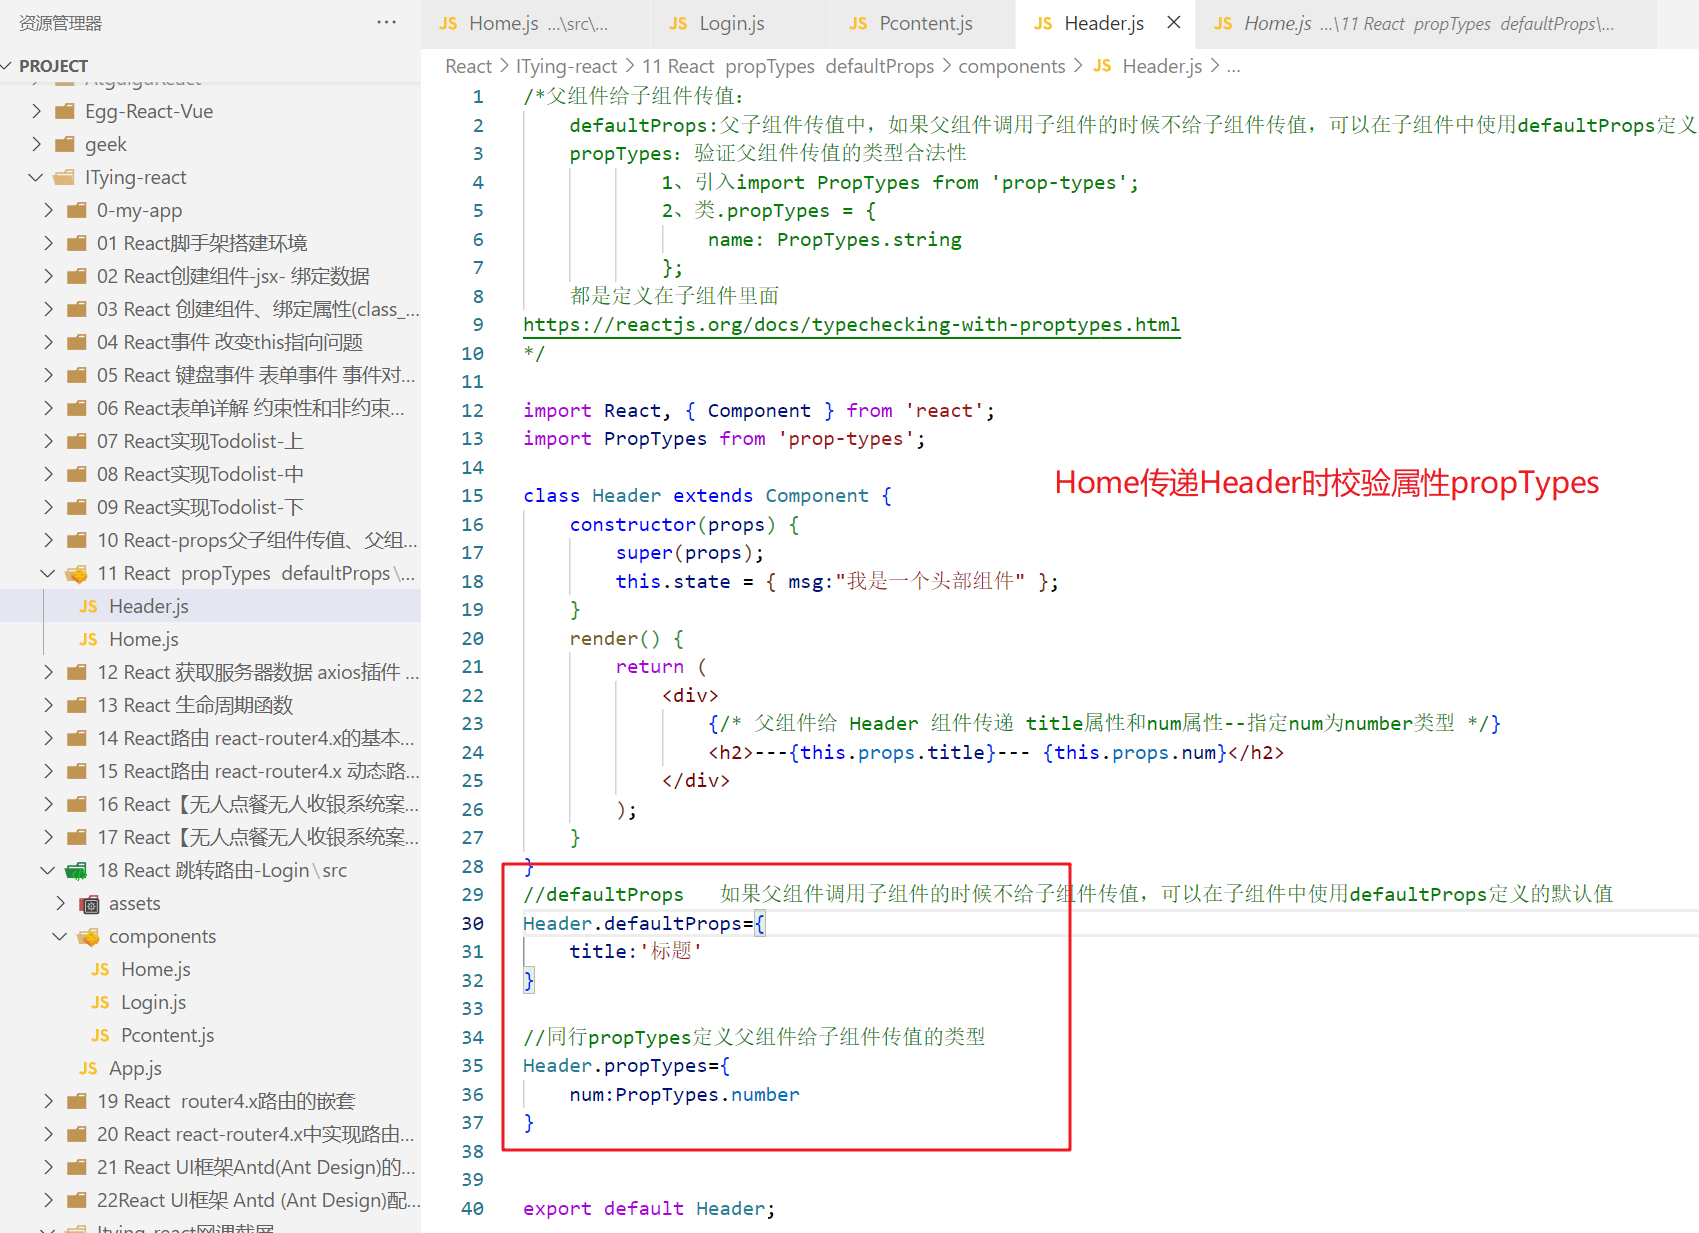 资源管理器
PROJECT
Egg-React-Vue
geek
ITying-react
0-my-app
01 React脚手架搭建环境
02 React创建组件-jsx- 绑定数据
03 React 创建组件、绑定属性(class_...
04 React事件 改变this指向问题
05 React 键盘事件 表单事件 事件对...
06 React表单详解 约束性和非约束...
07 React实现Todolist-上
08 React实现Todolist-中
09 React实现Todolist-下
10 React-props父子组件传值、父组...
11 React  propTypes  defaultProps\...
JS Header.js
JS Home.js
12 React 获取服务器数据 axios插件 ...
13 React 生命周期函数
14 React路由 react-router4.x的基本...
15 React路由 react-router4.x 动态路...
16 React【无人点餐无人收银系统案...
17 React【无人点餐无人收银系统案...
18 React 跳转路由-Login\src
assets
components
JS Home.js
JS Login.js
JS Pcontent.js
JS App.js
19 React  router4.x路由的嵌套
20 React react-router4.x中实现路由...
21 React UI框架Antd(Ant Design)的...
22React UI框架 Antd (Ant Design)配...
JS Home.js ...\src\...
JS Login.js
JS Pcontent.js
JS Header.js
JS Home.js ...\11 React  propTypes  defaultProps\...
React > ITying-react > 11 React  propTypes  defaultProps > components > JS Header.js > ...
1 /*父组件给子组件传值:
2 defaultProps:父子组件传值中，如果父组件调用子组件的时候不给子组件传值，可以在子组件中使用defaultProps定义
3 propTypes: 验证父组件传值的类型合法性
4 1、引入import PropTypes from 'prop-types';
5 2、类.propTypes = {
6 name: PropTypes.string
7 };
8 都是定义在子组件里面
9 https://reactjs.org/docs/typechecking-with-proptypes.html
10 */
11
12 import React, { Component } from 'react';
13 import PropTypes from 'prop-types';
14
Home传递Header时校验属性propTypes
15 class Header extends Component {
16 constructor(props) {
17 super(props);
18 this.state = { msg:"我是一个头部组件" };
19 }
20 render() {
21 return (
22 <div>
23 {/* 父组件给 Header 组件传递 title属性和num属性--指定num为number类型 */}
24 <h2>---{this.props.title}--- {this.props.num}</h2>
25 </div>
26 );
27 }
28 }
29 //defaultProps   如果父组件调用子组件的时候不给子组件传值，可以在子组件中使用defaultProps定义的默认值
30 Header.defaultProps={
31 title:'标题'
32 }
33
34 //同行propTypes定义父组件给子组件传值的类型
35 Header.propTypes={
36 num:PropTypes.number
37 }
38
39
40 export default Header;